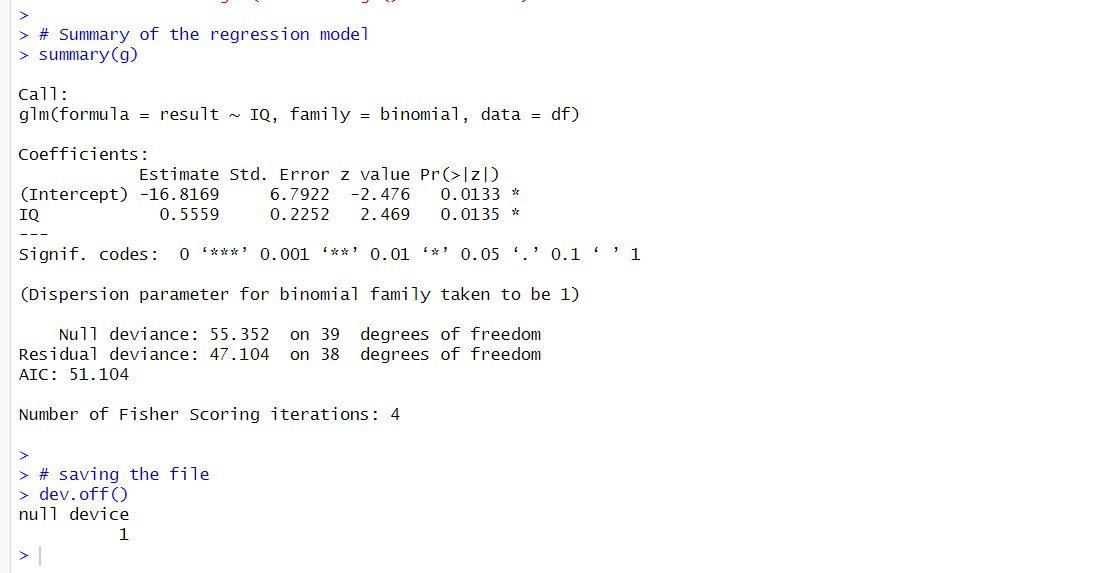 >
> # Summary of the regression model
> summary(g)
Call:
glm(formula = result ~ IQ, family = binomial, data = df)
Coefficients:
            Estimate Std. Error z value Pr(>|z|)
(Intercept) -16.8169     6.7922  -2.476   0.0133 *
IQ            0.5559     0.2252   2.469   0.0135 *
---
Signif. codes:  0 ‘***’ 0.001 ‘**’ 0.01 ‘*’ 0.05 ‘.’ 0.1 ‘ ’ 1
(Dispersion parameter for binomial family taken to be 1)
    Null deviance: 55.352  on 39  degrees of freedom
Residual deviance: 47.104  on 38  degrees of freedom
AIC: 51.104
Number of Fisher Scoring iterations: 4
>
> # saving the file
> dev.off()
null device
          1
>